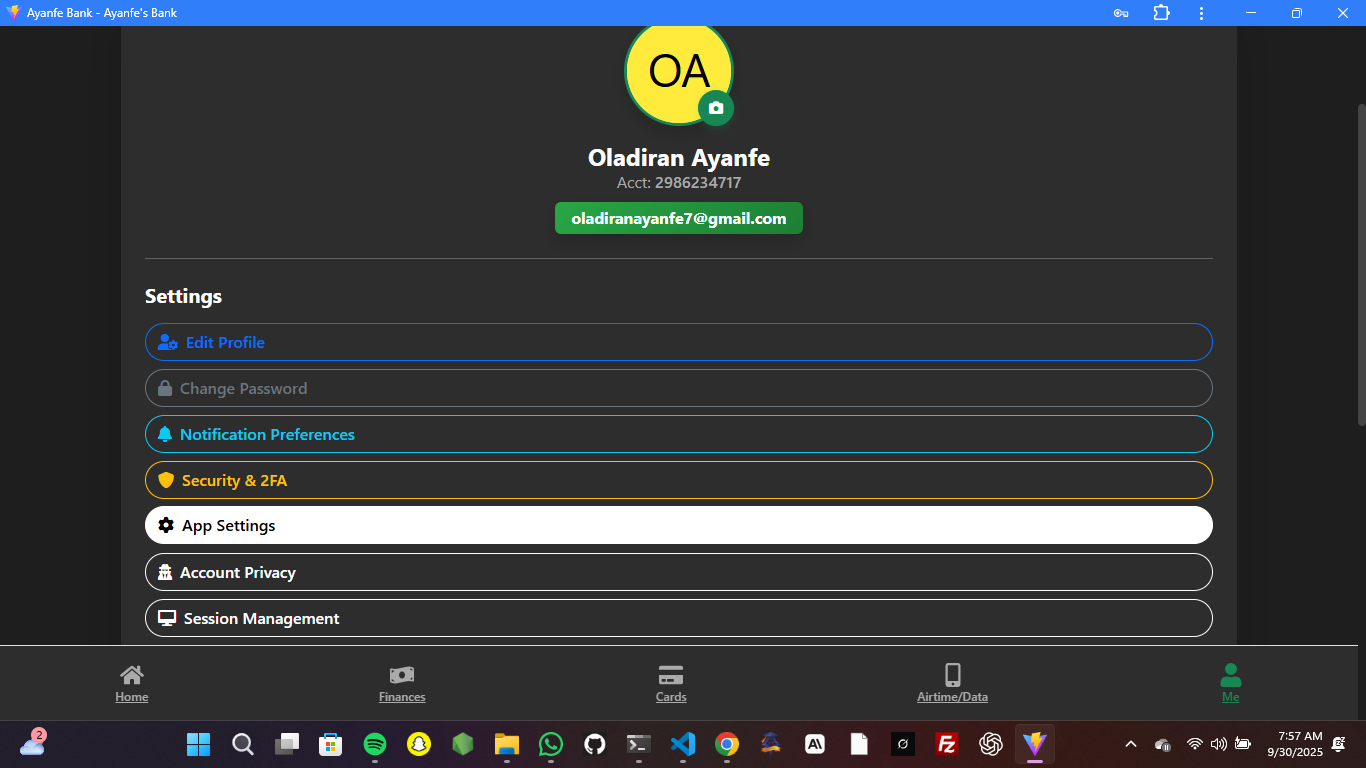 Ayanfe Bank - Ayanfe's Bank
OA
Oladiran Ayanfe
Acct: 2986234717
oladiranayanfe7@gmail.com
Settings
Edit Profile
Change Password
Notification Preferences
Security & 2FA
App Settings
Account Privacy
Session Management
Home
Finances
Cards
Airtime/Data
Me
2
A\
Fz
7:57 AM
9/30/2025